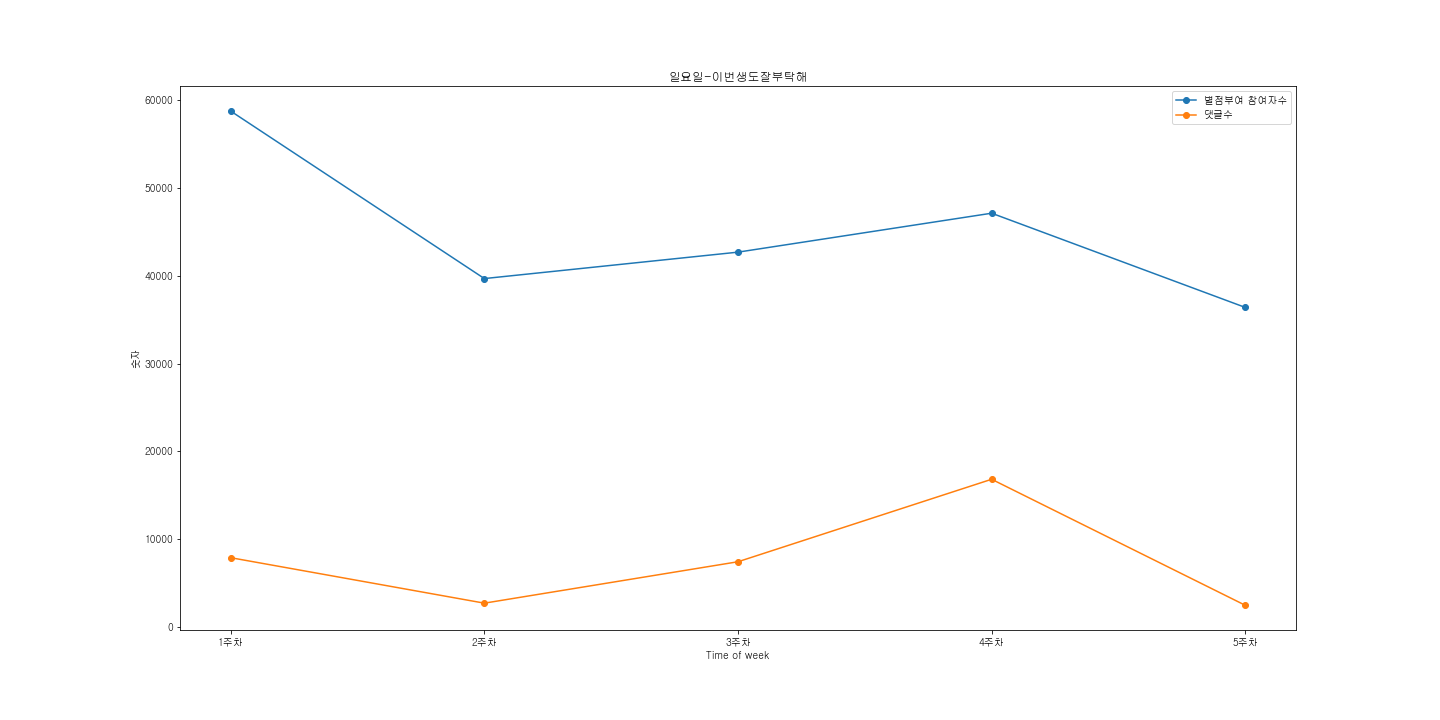 일요일-이번생도잘부탁해
별점부여 참여자수
댓글수
60000
50000
40000
30000
20000
10000
0
숫자
1주차
2주차
3주차
4주차
5주차
Time of week